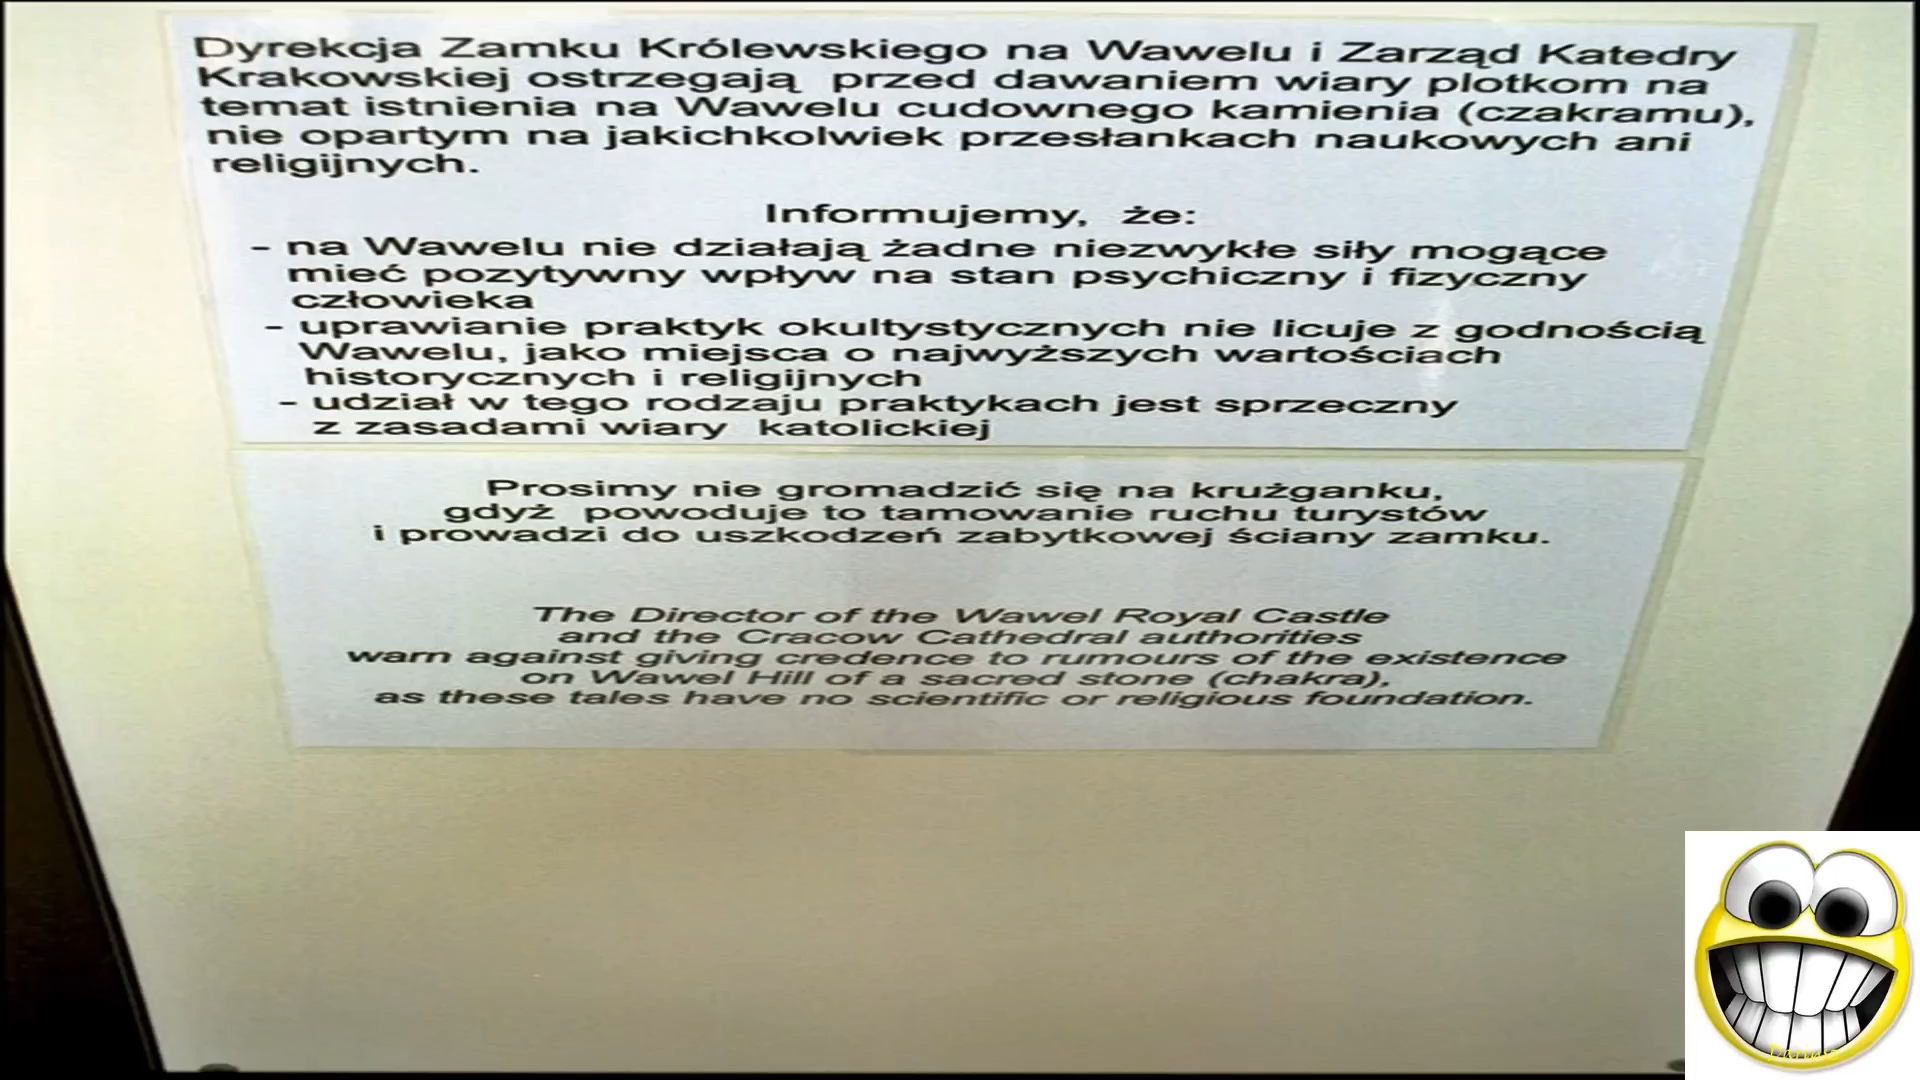 Dyrekcja Zamku Królewskiego na Wawelu i Zarząd Katedry
Krakowskiej ostrzegają przed dawaniem wiary plotkom na
temat istnienia na Wawelu cudownego kamienia (czakramu),
nie opartym na jakichkolwiek przesłankach naukowych ani
religijnych.
Informujemy, że:
- na Wawelu nie działają żadne niezwykłe siły mogące
mieć pozytywny wpływ na stan psychiczny i fizyczny
człowieka
- uprawianie praktyk okultystycznych nie licuje z godnością
Wawelu, jako miejsca o najwyższych wartościach
historycznych i religijnych
- udział w tego rodzaju praktykach jest sprzeczny
z zasadami wiary katolickiej
Prosimy nie gromadzić się na krużganku,
gdyż powoduje to tamowanie ruchu turystów
i prowadzi do uszkodzeń zabytkowej ściany zamku.
The Director of the Wawel Royal Castle
and the Cracow Cathedral authorities
warn against giving credence to rumours of the existence
on Wawel Hill of a sacred stone (chakra),
as these tales have no scientific or religious foundation.